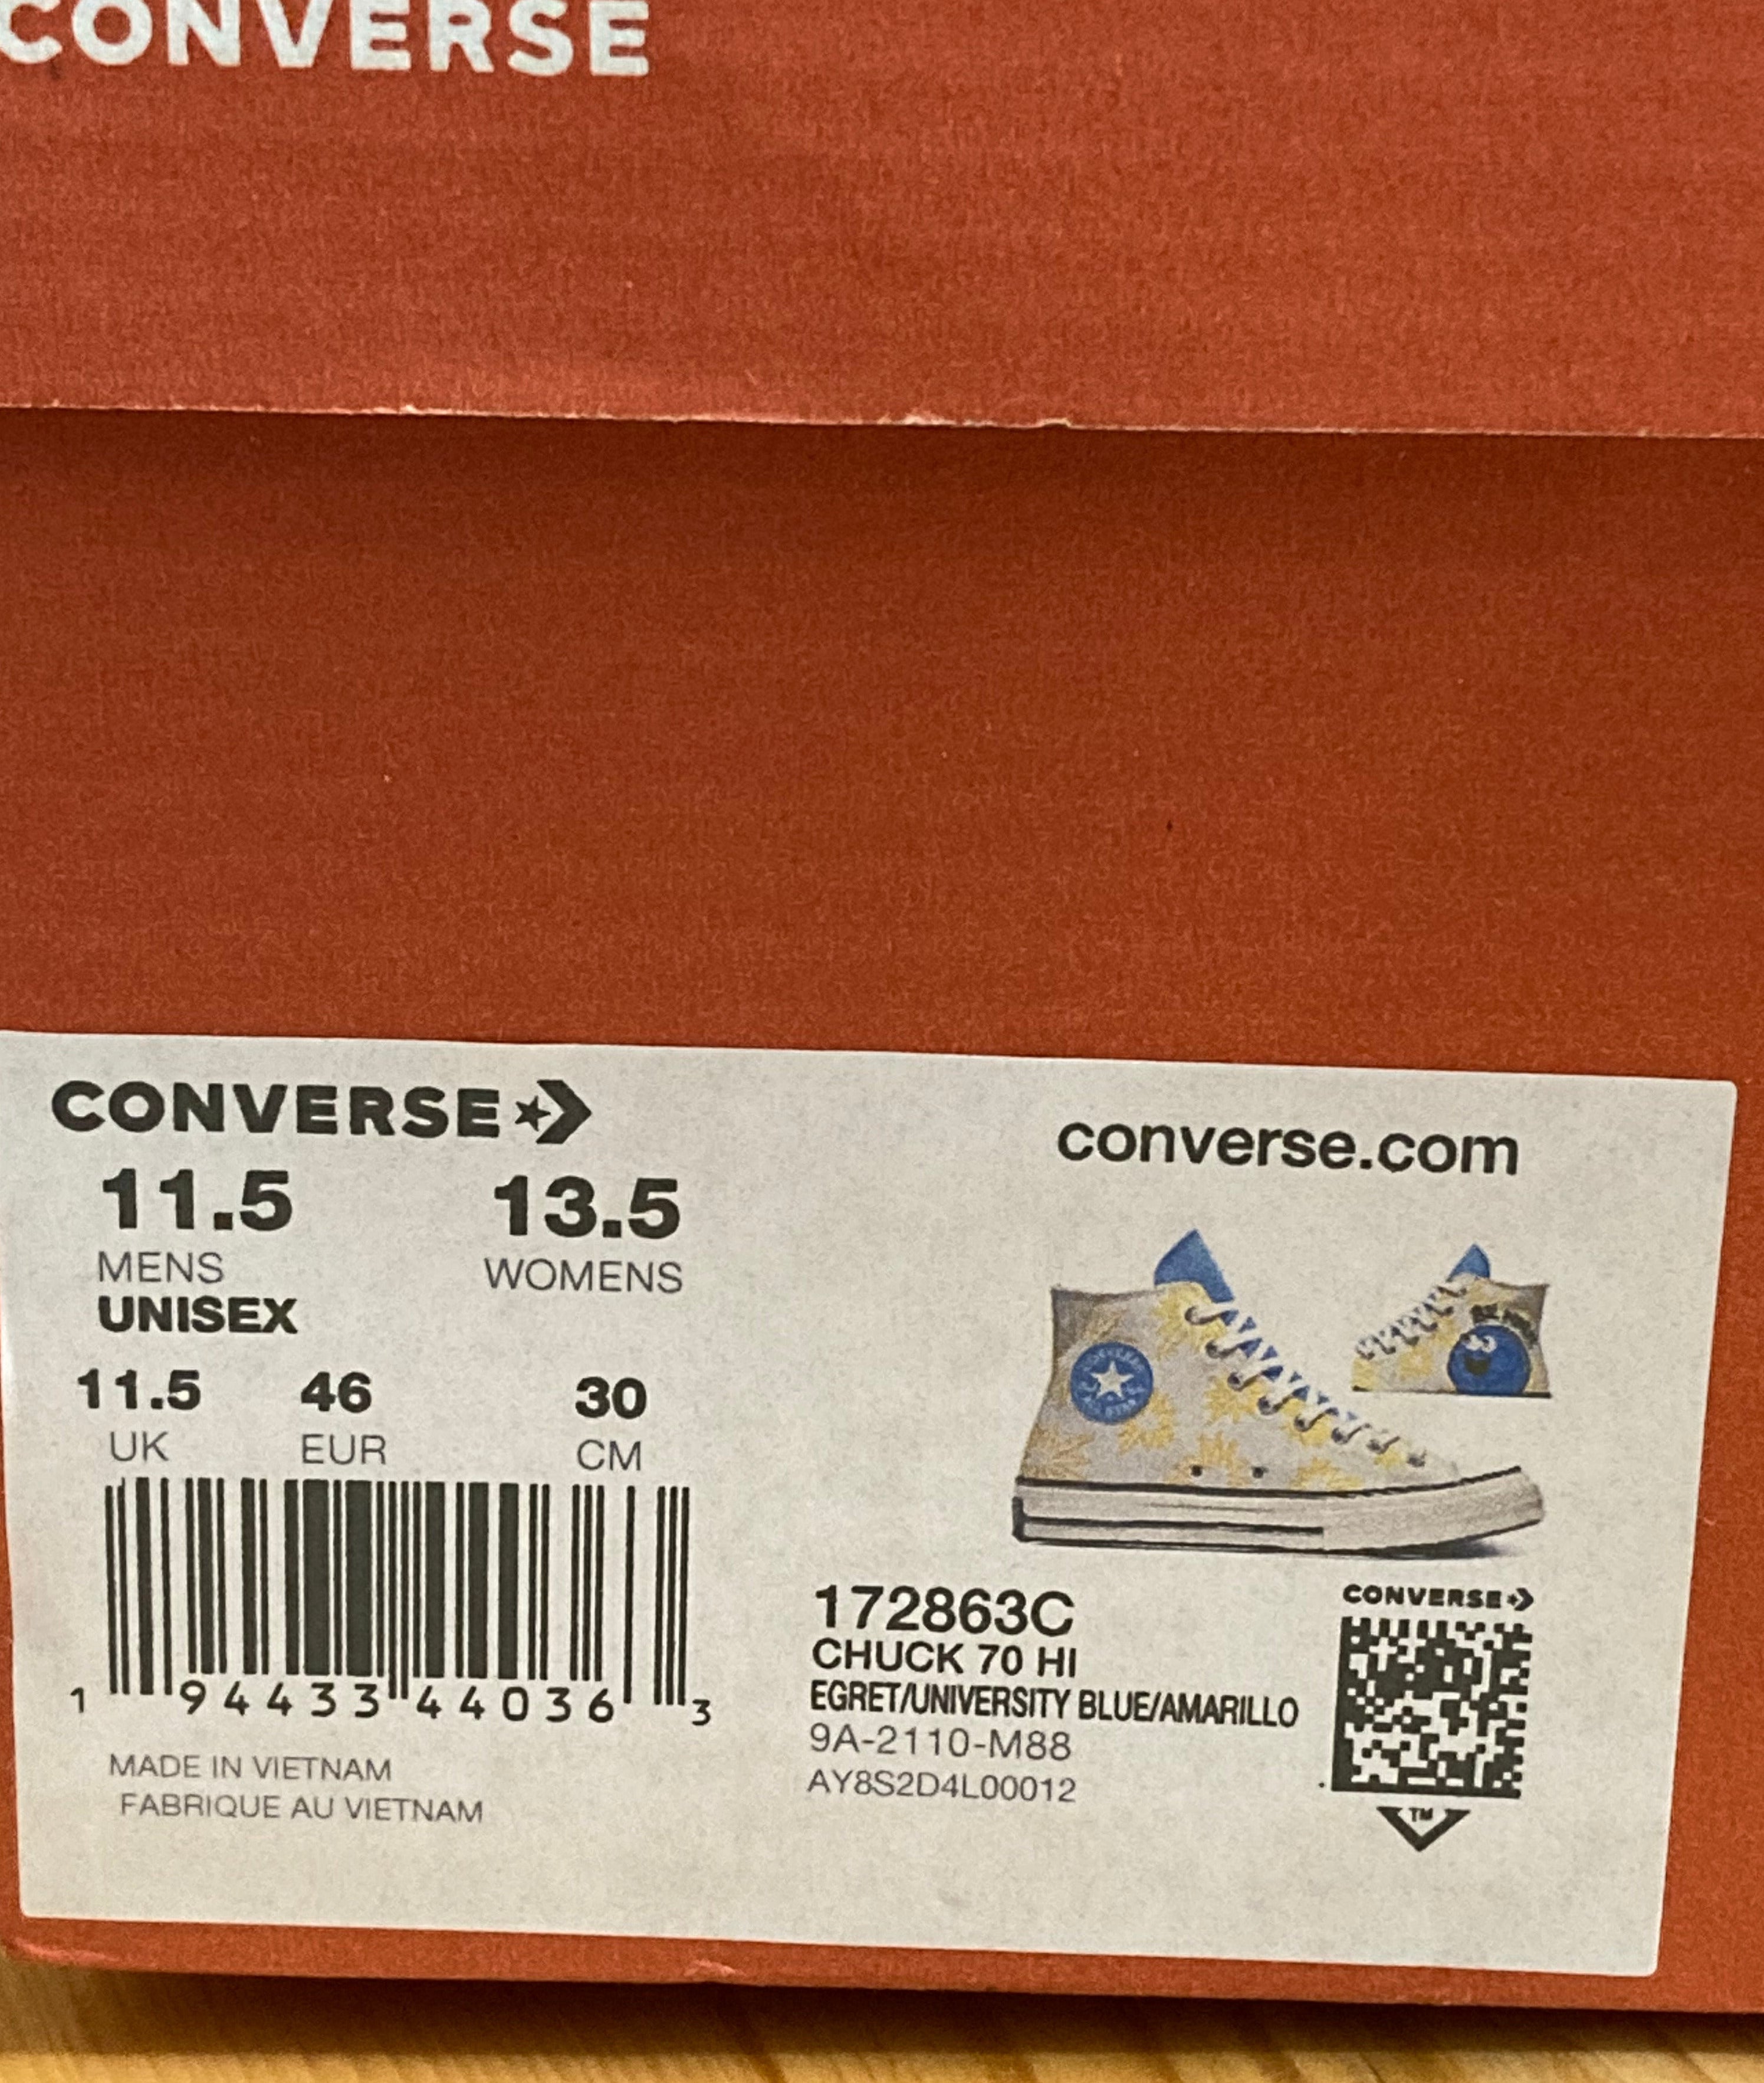 CONVERSE
CONVERSE
converse.com
11.5 13.5
MENS WOMENS
UNISEX
11.5 46 30
UK EUR CM
1 94433 44036 3
MADE IN VIETNAM
FABRIQUE AU VIETNAM
172863C
CHUCK 70 HI
EGRET/UNIVERSITY BLUE/AMARILLO
9A-2110-M88
AY8S2D4L00012
CONVERSE
TM